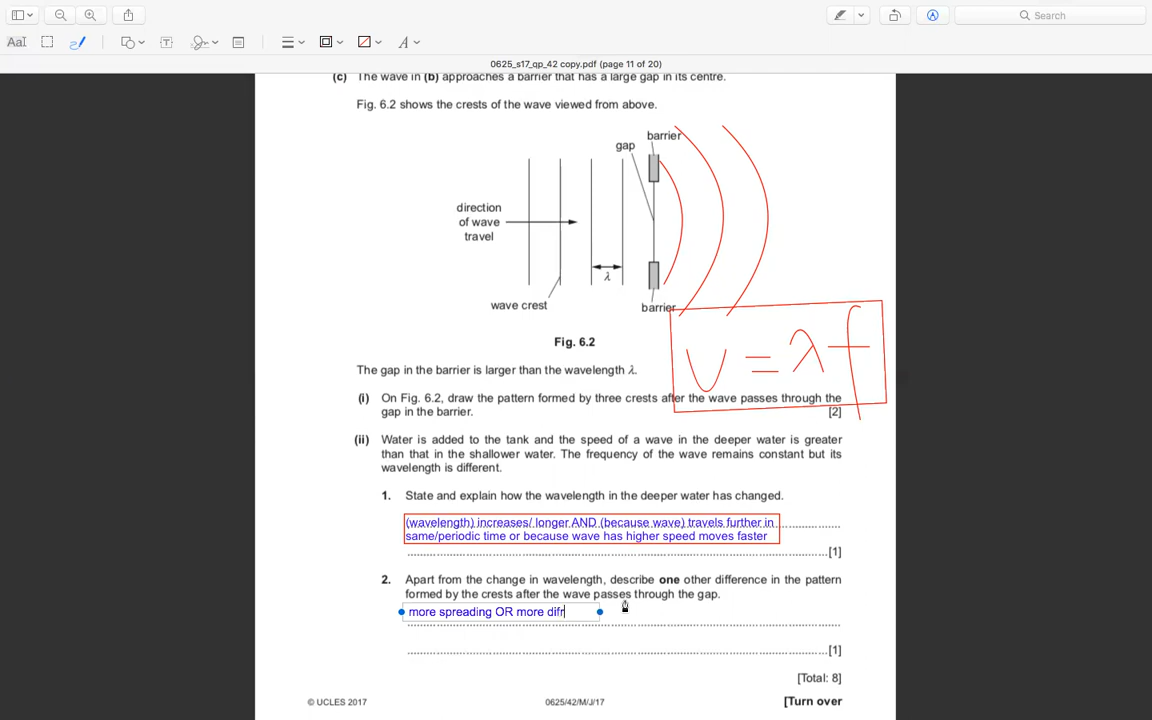 Search
AaI
T
A
0625_s17_qp_42 copy.pdf (page 11 of 20)
(c) The wave in (b) approaches a barrier that has a large gap in its centre.
Fig. 6.2 shows the crests of the wave viewed from above.
barrier
gap
direction
of wave
travel
λ
wave crest
barrier
Fig. 6.2
v = λ f
The gap in the barrier is larger than the wavelength λ.
(i) On Fig. 6.2, draw the pattern formed by three crests after the wave passes through the
gap in the barrier. [2]
(ii) Water is added to the tank and the speed of a wave in the deeper water is greater
than that in the shallower water. The frequency of the wave remains constant but its
wavelength is different.
1. State and explain how the wavelength in the deeper water has changed.
(wavelength) increases/ longer AND (because wave) travels further in
same/periodic time or because wave has higher speed moves faster
[1]
2. Apart from the change in wavelength, describe one other difference in the pattern
formed by the crests after the wave passes through the gap.
more spreading OR more difr
[1]
[Total: 8]
© UCLES 2017 0625/42/M/J/17 [Turn over